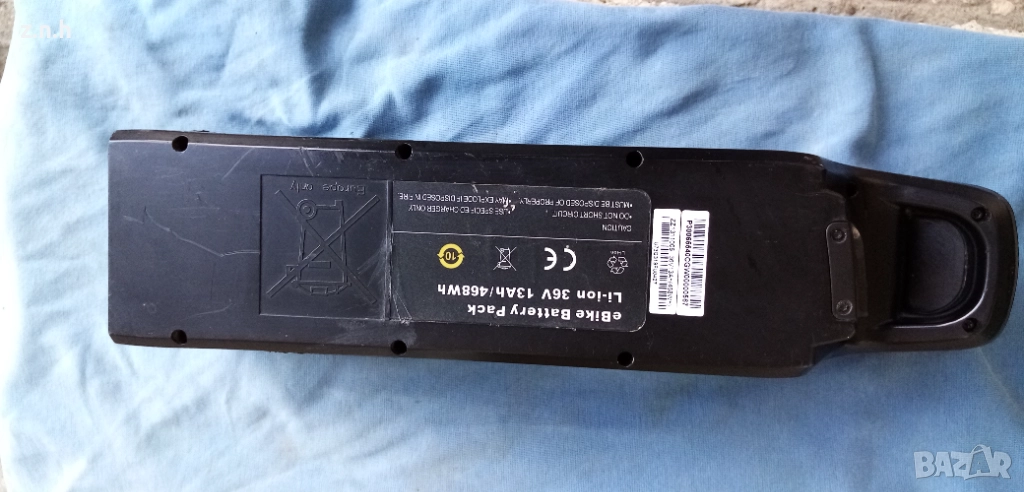 z.n.k
eBike Battery Pack
Li-ion 36V 13Ah/468Wh
10
CE
CAUTION
•DO NOT SHORT CIRCUIT
•MUST BE DISPOSED OF PROPERLY.
USE SPECIFIED CHARGER ONLY
•MAY EXPLODE IF DISPOSED IN FIRE
Europe only
BAZAR